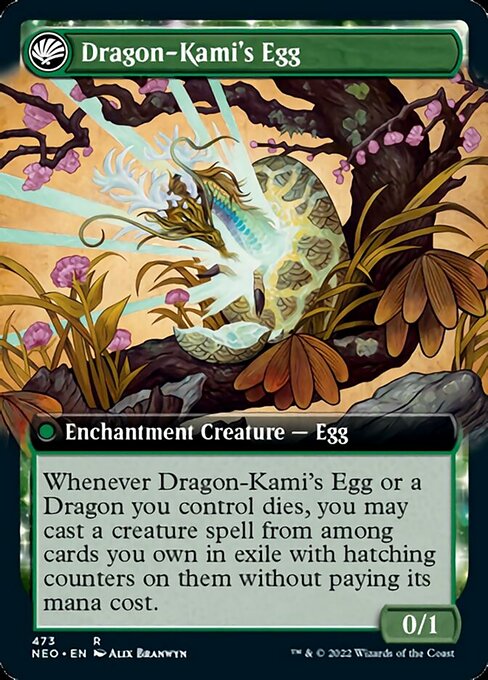 Dragon-Kami's Egg
Enchantment Creature — Egg
Whenever Dragon-Kami's Egg or a
Dragon you control dies, you may
cast a creature spell from among
cards you own in exile with hatching
counters on them without paying its
mana cost.
0/1
473 R
NEO • EN Alix Branwyn
™ & © 2022 Wizards of the Coast